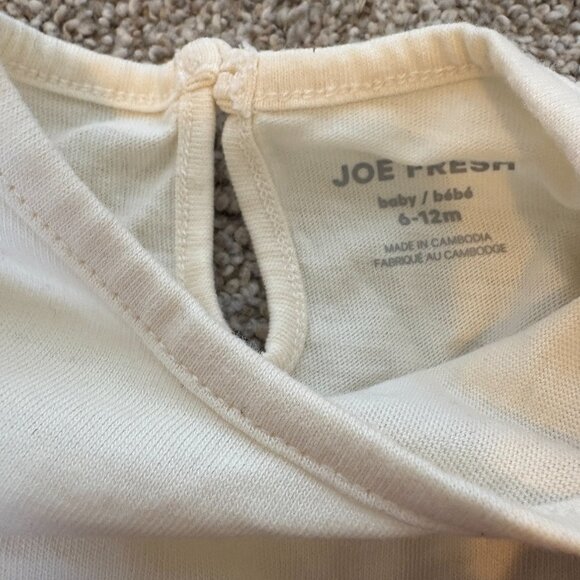 JOE FRESH
baby / bébé
6-12m
MADE IN CAMBODIA
FABRIQUÉ AU CAMBODGE